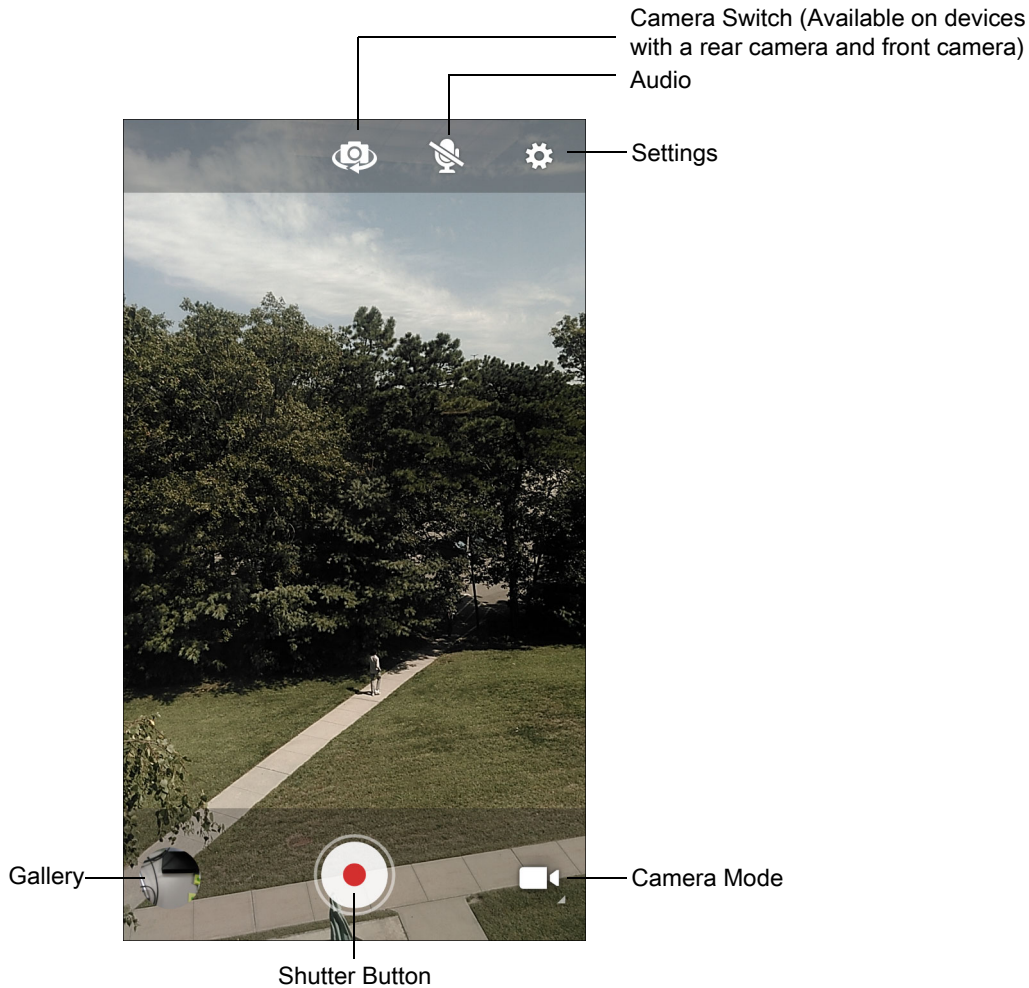 Camera Switch (Available on devices
with a rear camera and front camera)
Audio
Settings
Gallery
Camera Mode
Shutter Button